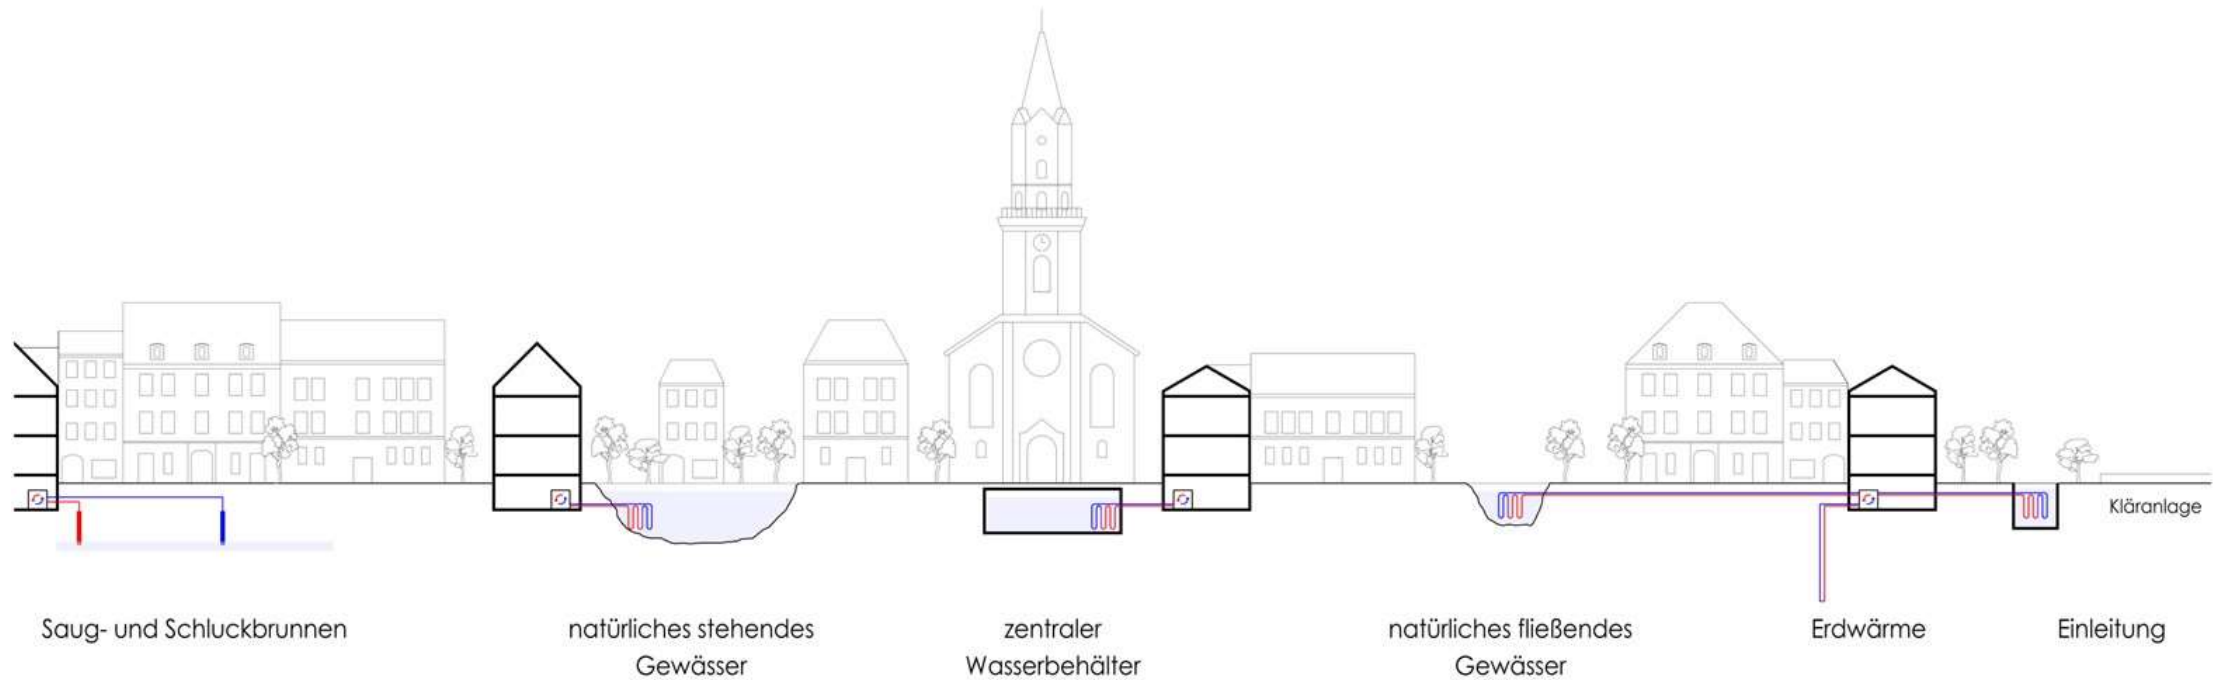 Kläranlage
Saug- und Schluckbrunnen
natürliches stehendes
Gewässer
zentraler
Wasserbehälter
natürliches fließendes
Gewässer
Erdwärme
Einleitung